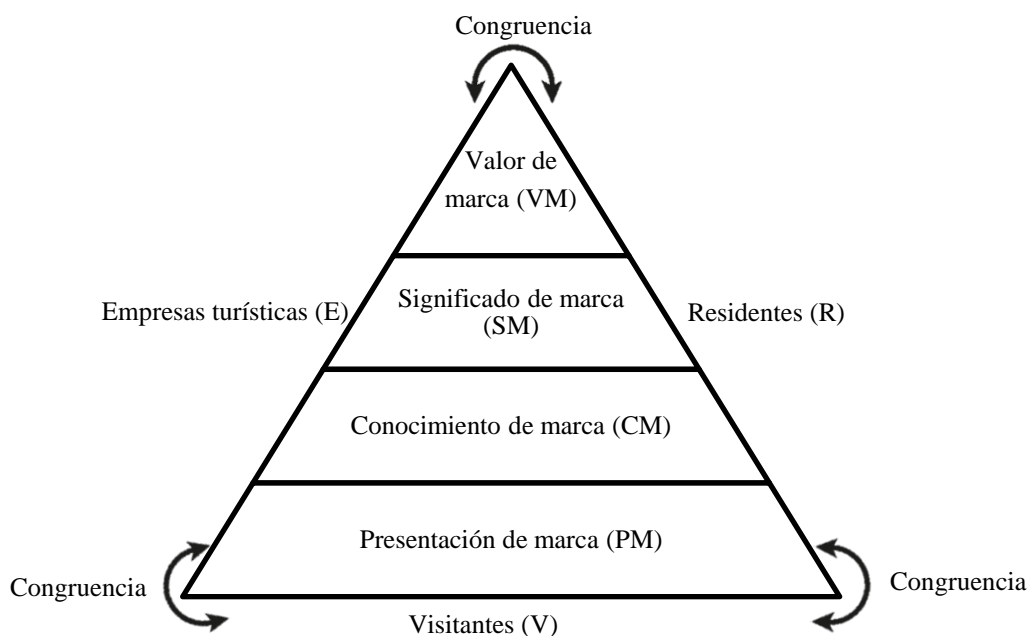 Congruencia
Valor de
marca (VM)
Empresas turísticas (E)
Significado de marca
(SM)
Residentes (R)
Conocimiento de marca (CM)
Presentación de marca (PM)
Congruencia
Congruencia
Visitantes (V)